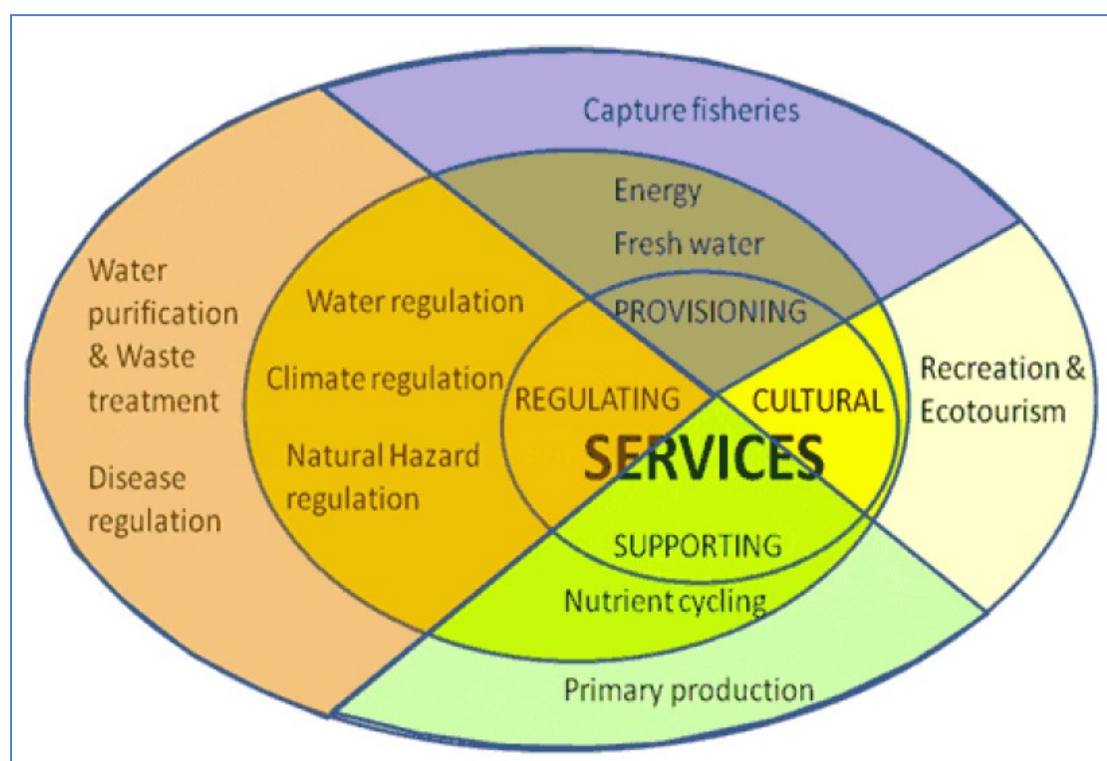 Capture fisheries
Energy
Fresh water
PROVISIONING
Water
purification
& Waste
treatment
Disease
regulation
Water regulation
Climate regulation
Natural Hazard
regulation
REGULATING
CULTURAL
SERVICES
Recreation &
Ecotourism
SUPPORTING
Nutrient cycling
Primary production